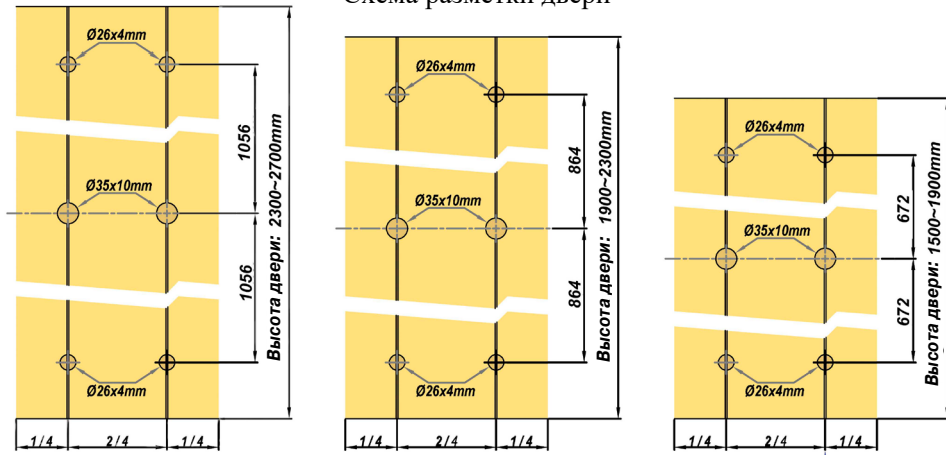 Схема разметки двери
Ø26x4mm
1056
Ø35x10mm
1056
Ø26x4mm
Высота двери: 2300~2700mm
1/4 2/4 1/4
Ø26x4mm
864
Ø35x10mm
864
Ø26x4mm
Высота двери: 1900~2300mm
1/4 2/4 1/4
Ø26x4mm
672
Ø35x10mm
672
Ø26x4mm
Высота двери: 1500~1900mm
1/4 2/4 1/4